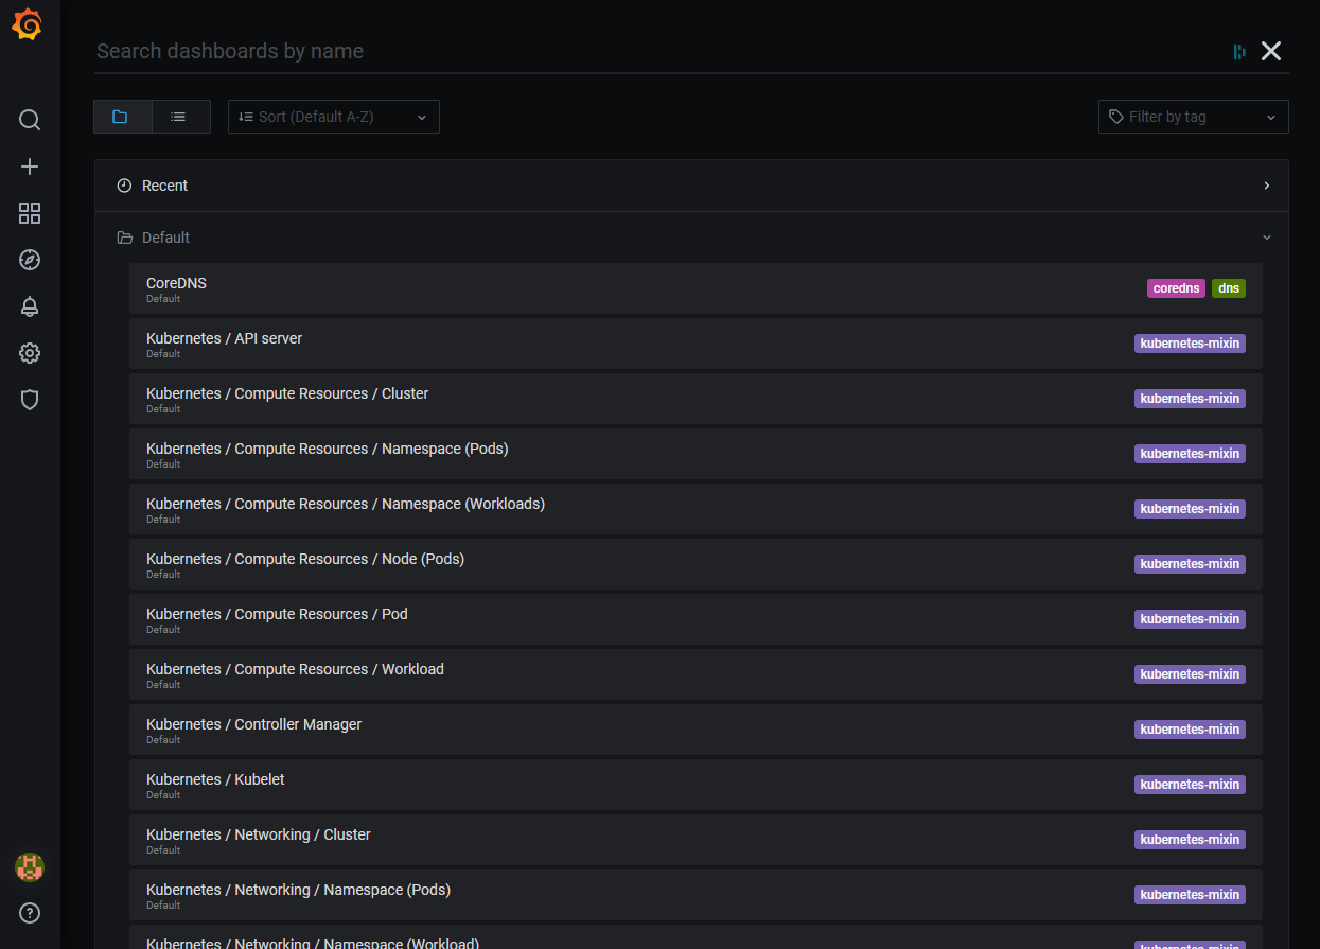 Search dashboards by name
Sort (Default A-Z)
Filter by tag
Recent
Default
CoreDNS
Default
coredns dns
Kubernetes / API server
Default
kubernetes-mixin
Kubernetes / Compute Resources / Cluster
Default
kubernetes-mixin
Kubernetes / Compute Resources / Namespace (Pods)
Default
kubernetes-mixin
Kubernetes / Compute Resources / Namespace (Workloads)
Default
kubernetes-mixin
Kubernetes / Compute Resources / Node (Pods)
Default
kubernetes-mixin
Kubernetes / Compute Resources / Pod
Default
kubernetes-mixin
Kubernetes / Compute Resources / Workload
Default
kubernetes-mixin
Kubernetes / Controller Manager
Default
kubernetes-mixin
Kubernetes / Kubelet
Default
kubernetes-mixin
Kubernetes / Networking / Cluster
Default
kubernetes-mixin
Kubernetes / Networking / Namespace (Pods)
Default
kubernetes-mixin
Kubernetes / Networking / Namespace (Workload)
kubernetes-mixin